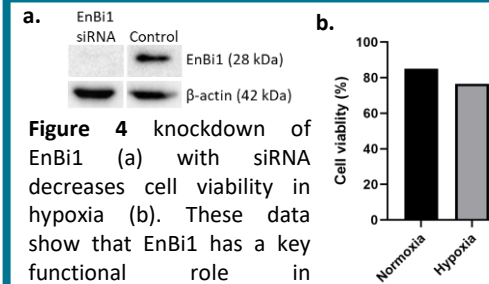 a.
EnBi1
siRNA Control
EnBi1 (28 kDa)
β-actin (42 kDa)
Figure 4 knockdown of
EnBi1 (a) with siRNA
decreases cell viability in
hypoxia (b). These data
show that EnBi1 has a key
functional role in
b.
Cell viablity (%)
100
80
60
40
20
0
Normoxia
Hypoxia